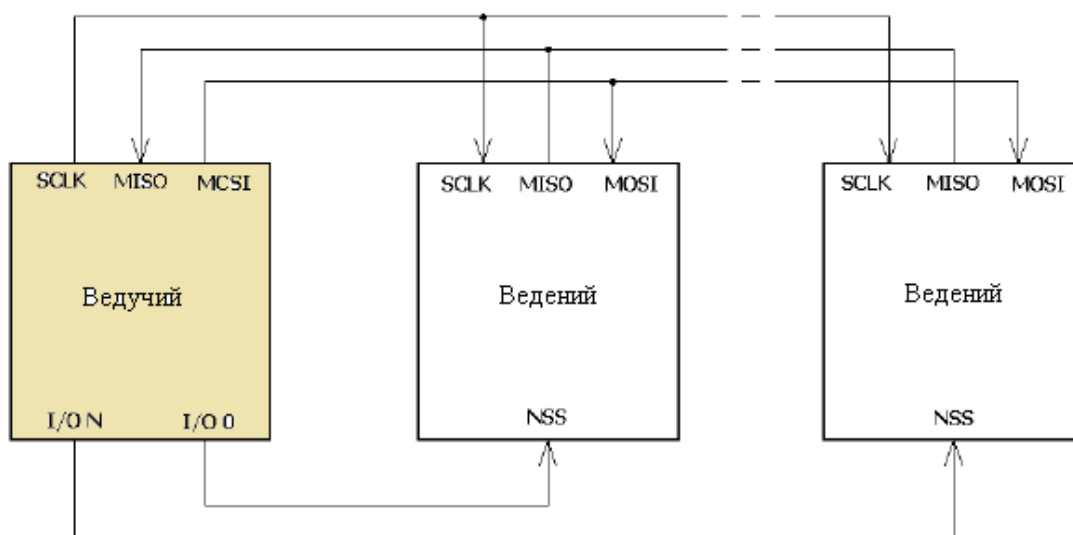 SCLK MISO MCSI
Ведучий
I/O N I/O 0
SCLK MISO MOSI
Ведений
NSS
SCLK MISO MOSI
Ведений
NSS